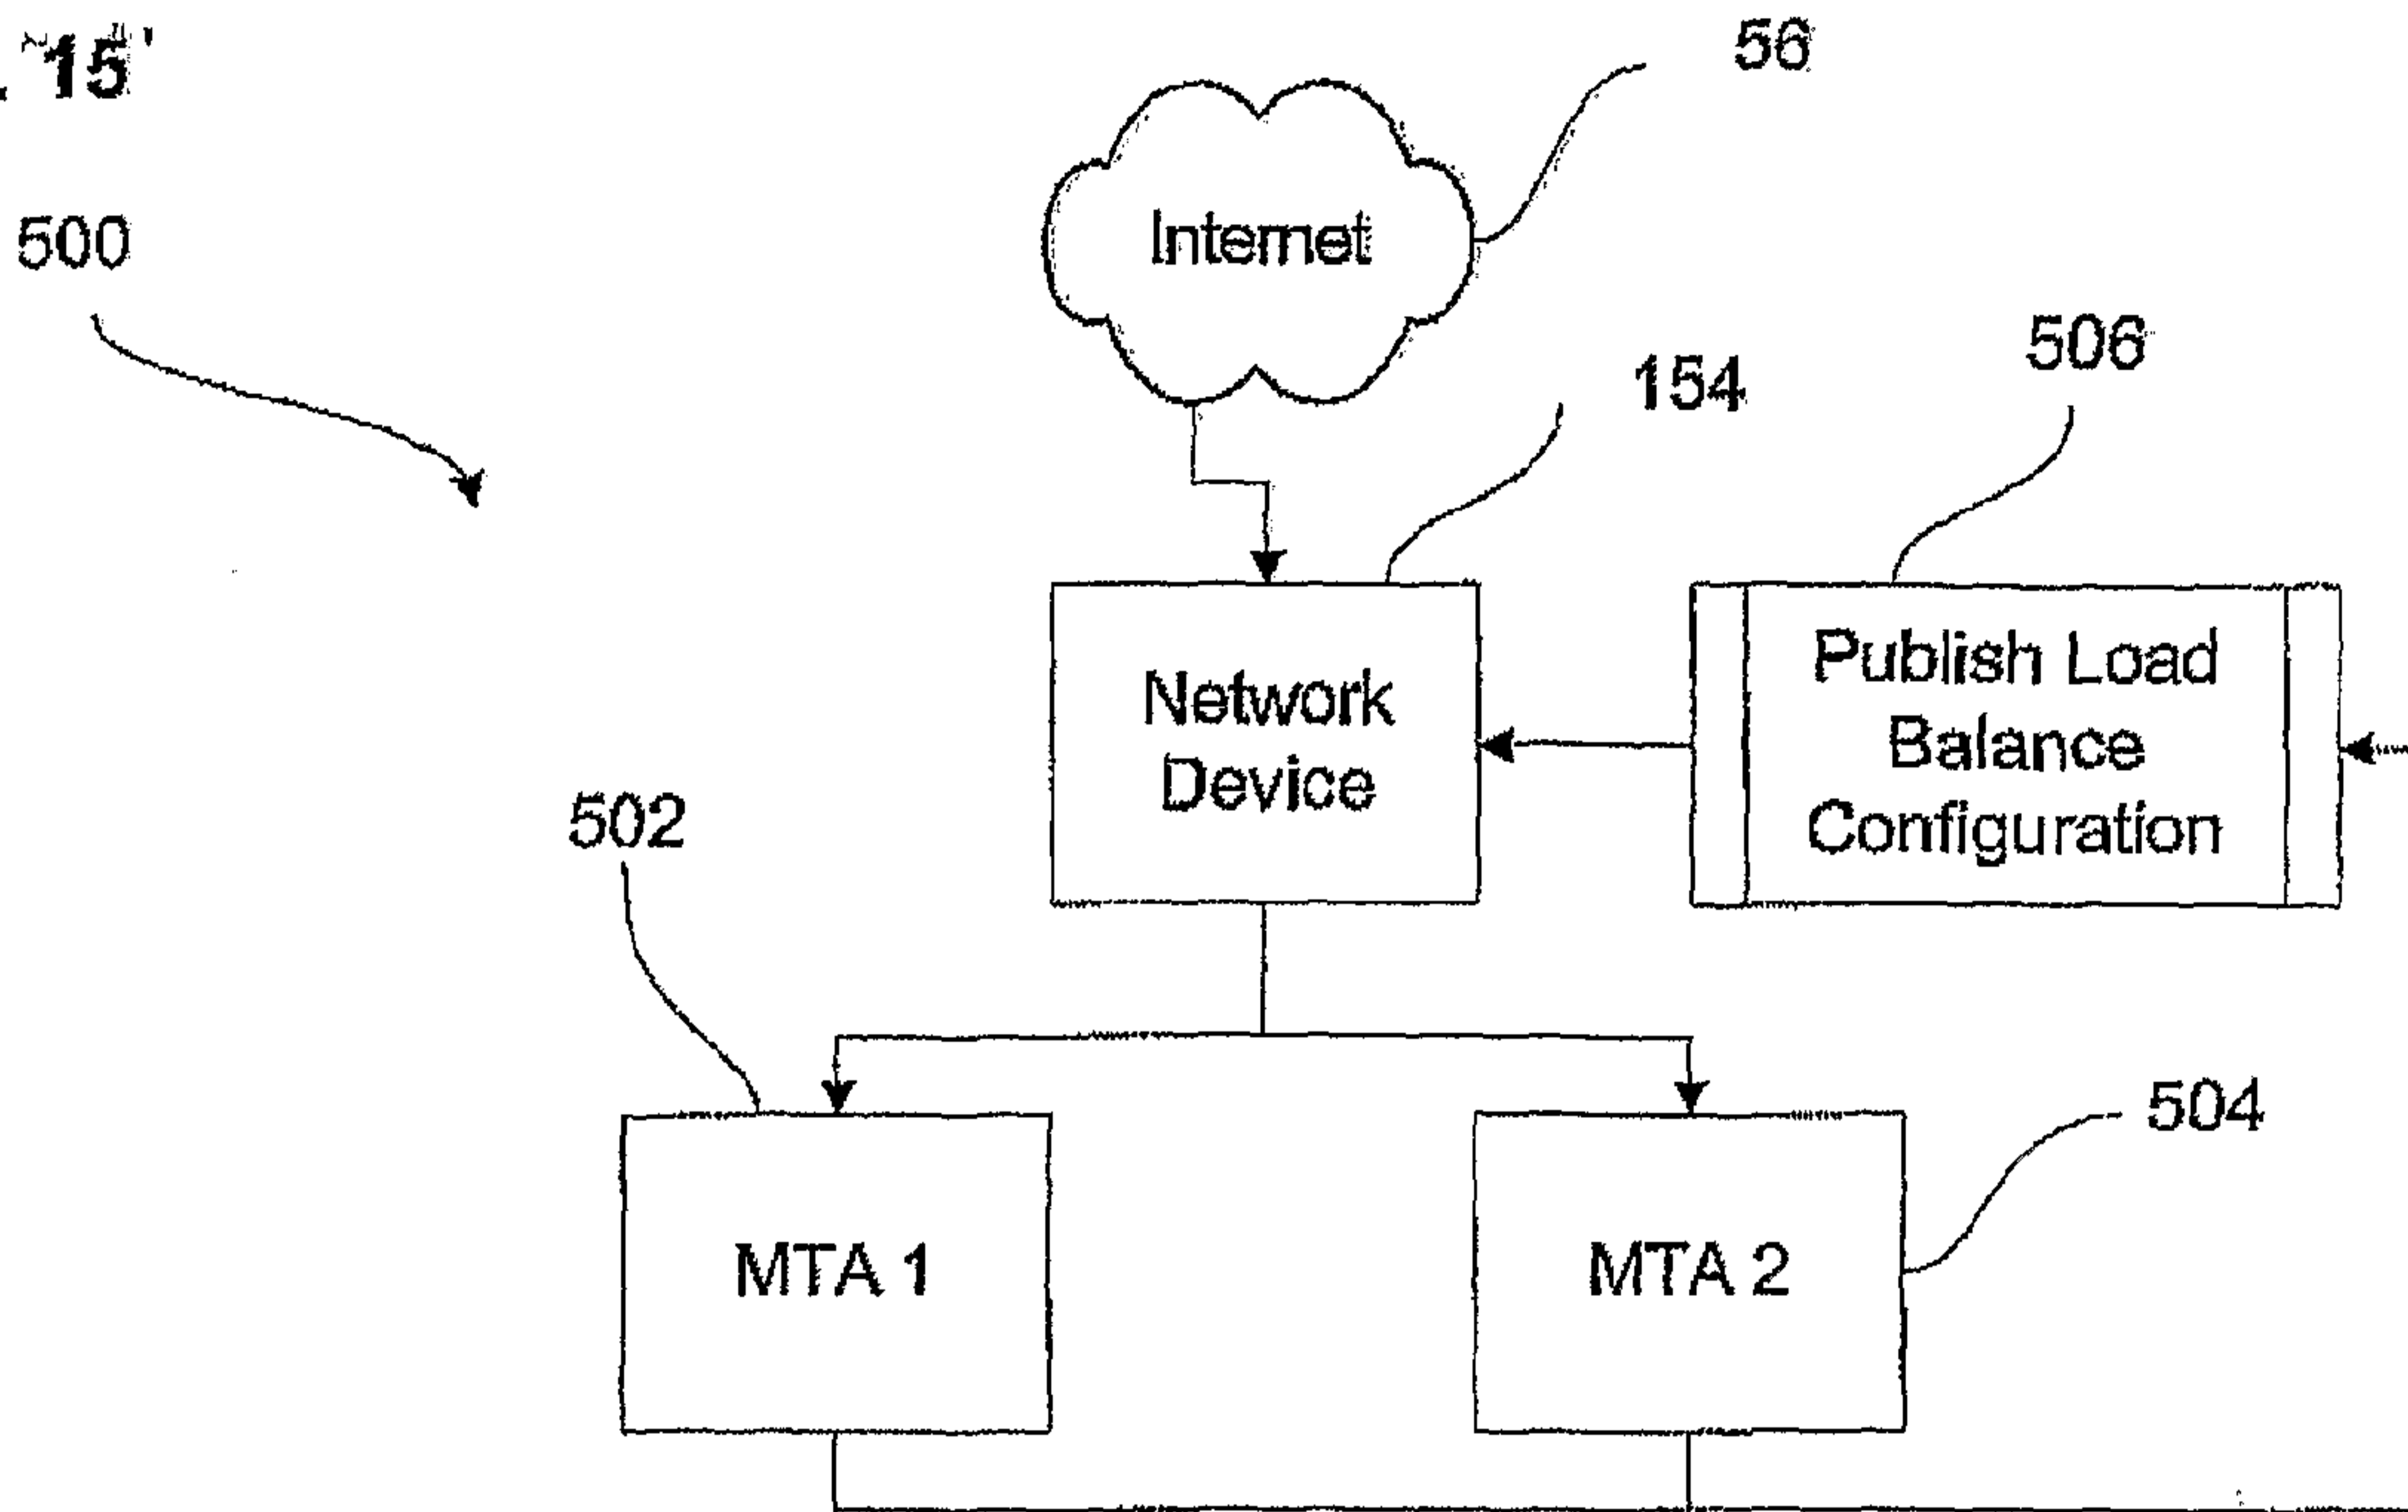 15
56
500
Internet
506
154
Publish Load
Balance
Configuration
Network
Device
502
504
MTA 1
MTA 2